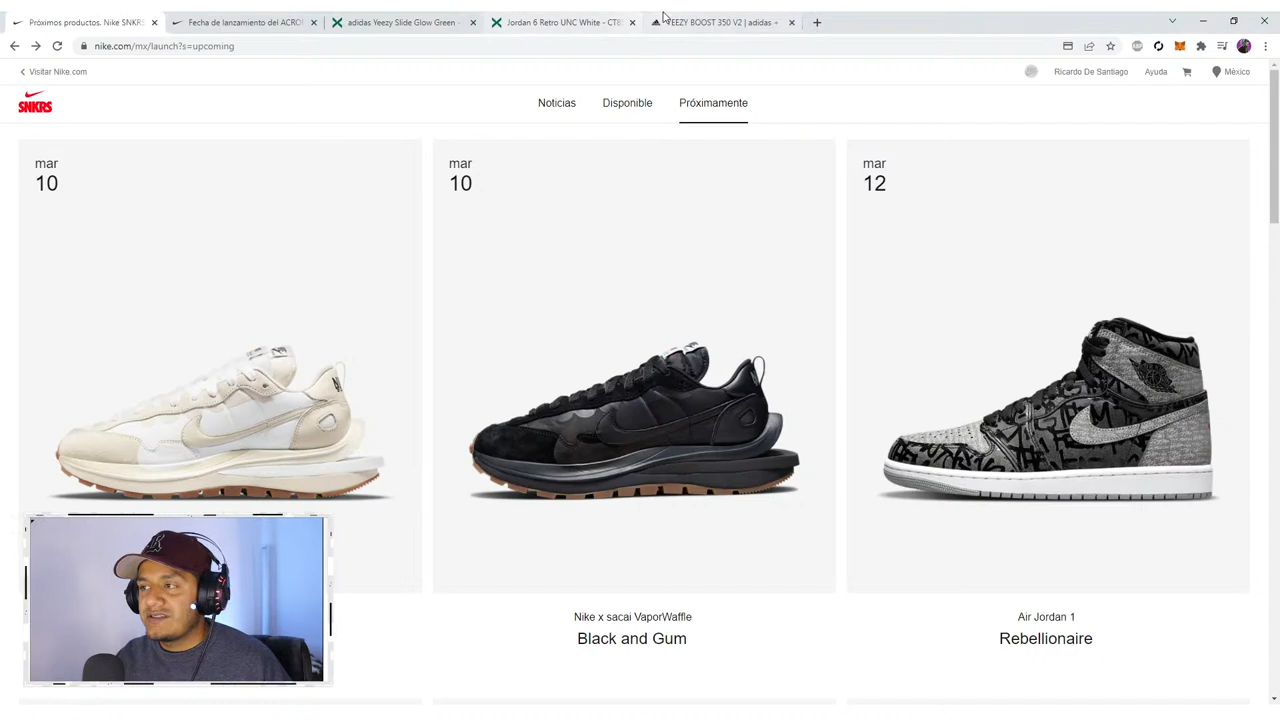 Próximos productos. Nike SNKRS
Fecha de lanzamiento del ACRO
adidas Yeezy Slide Glow Green -
Jordan 6 Retro UNC White - CT8
YEEZY BOOST 350 V2 | adidas
nike.com/mx/launch?s=upcoming
Visitar Nike.com
Ricardo De Santiago
Ayuda
México
SNKRS
Noticias
Disponible
Próximamente
mar
10
mar
10
mar
12
Nike x sacai VaporWaffle
Black and Gum
Air Jordan 1
Rebellionaire